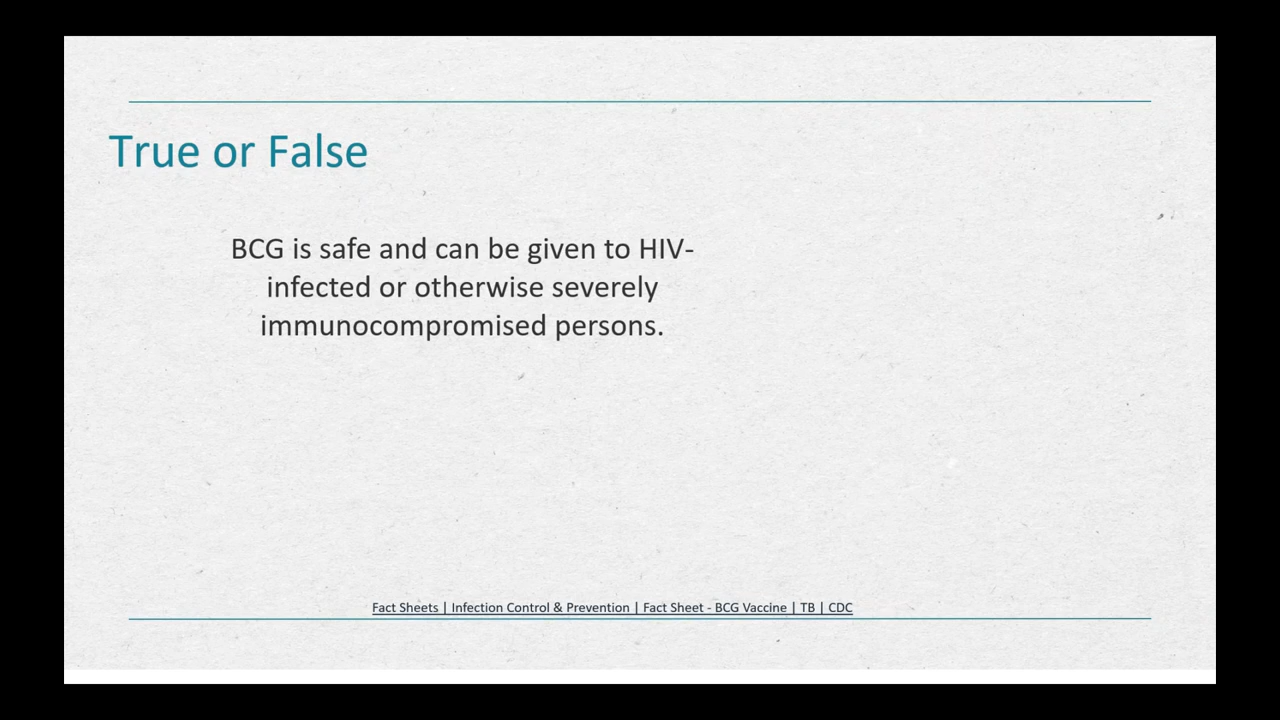 True or False
BCG is safe and can be given to HIV-
infected or otherwise severely
immunocompromised persons.
Fact Sheets | Infection Control & Prevention | Fact Sheet - BCG Vaccine | TB | CDC